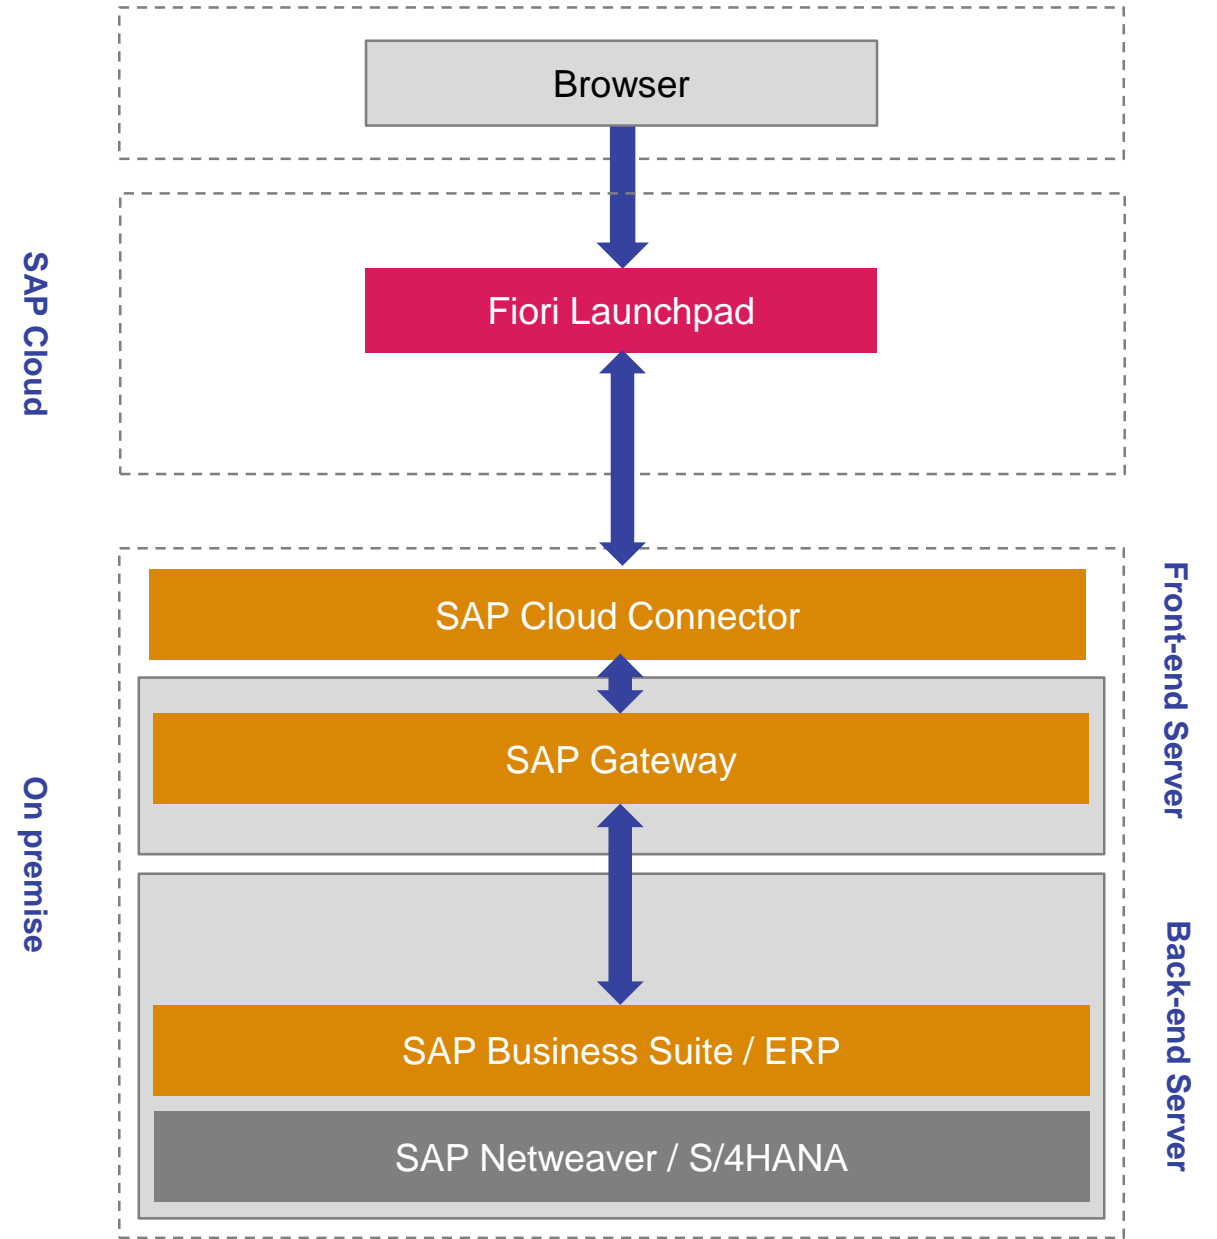 Browser
SAP Cloud
Fiori Launchpad
Front-end Server
SAP Cloud Connector
SAP Gateway
On premise
Back-end Server
SAP Business Suite / ERP
SAP Netweaver / S/4HANA